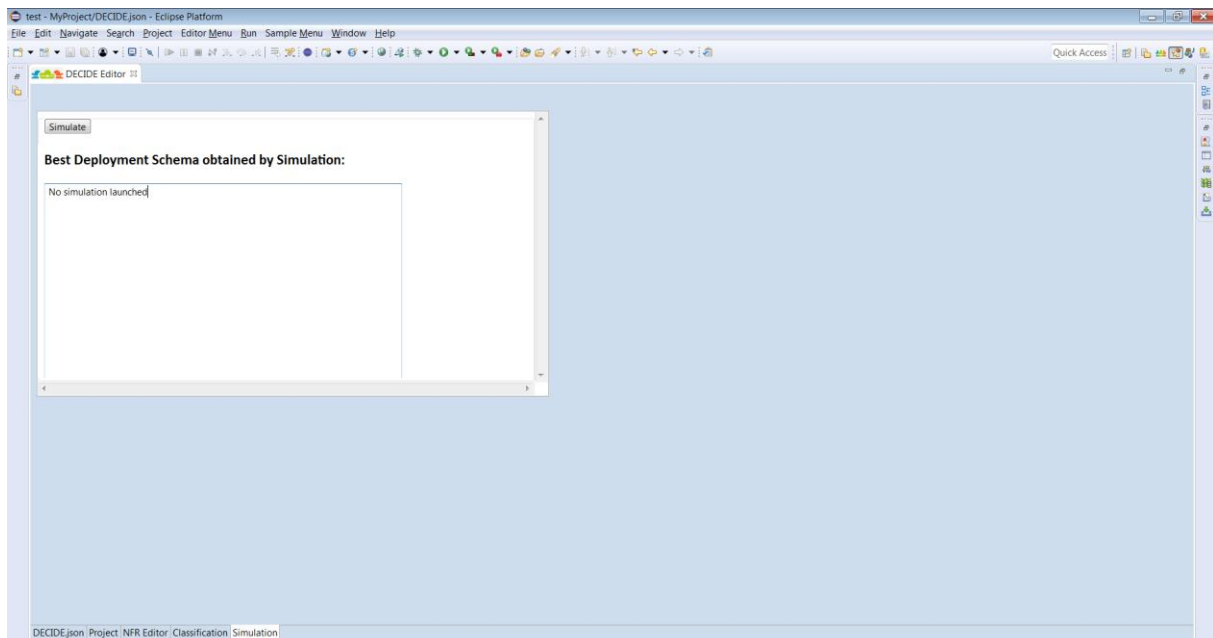 test - MyProject/DECIDE.json - Eclipse Platform
File Edit Navigate Search Project Editor Menu Run Sample Menu Window Help
Quick Access
DECIDE Editor
Simulate
Best Deployment Schema obtained by Simulation:
No simulation launched
DECIDE.json Project NFR Editor Classification Simulation